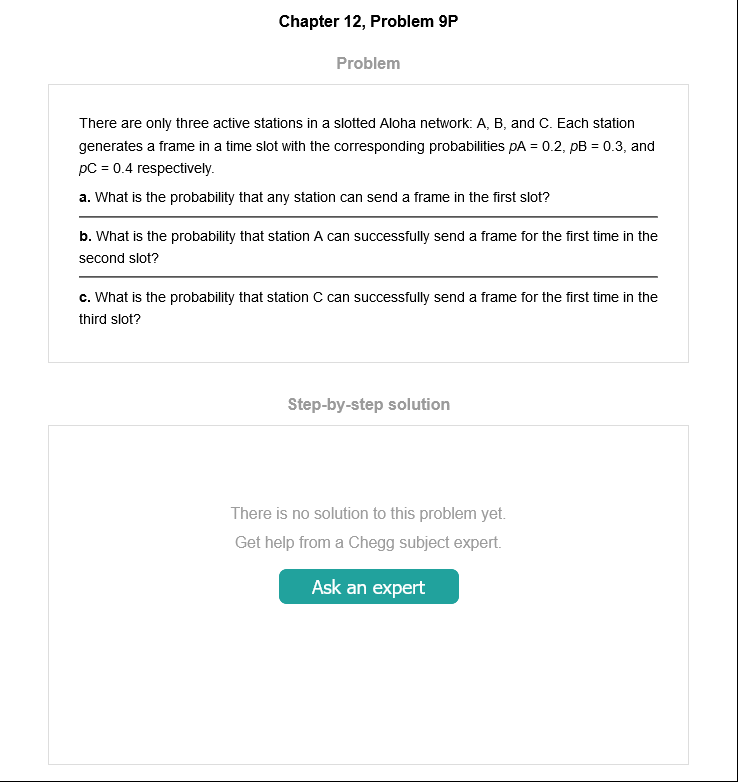 Chapter 12, Problem 9P
Problem
There are only three active stations in a slotted Aloha network: A, B, and C. Each station
generates a frame in a time slot with the corresponding probabilities pA = 0.2, pB = 0.3, and
pC = 0.4 respectively.
a. What is the probability that any station can send a frame in the first slot?
b. What is the probability that station A can successfully send a frame for the first time in the
second slot?
c. What is the probability that station C can successfully send a frame for the first time in the
third slot?
Step-by-step solution
There is no solution to this problem yet.
Get help from a Chegg subject expert.
Ask an expert